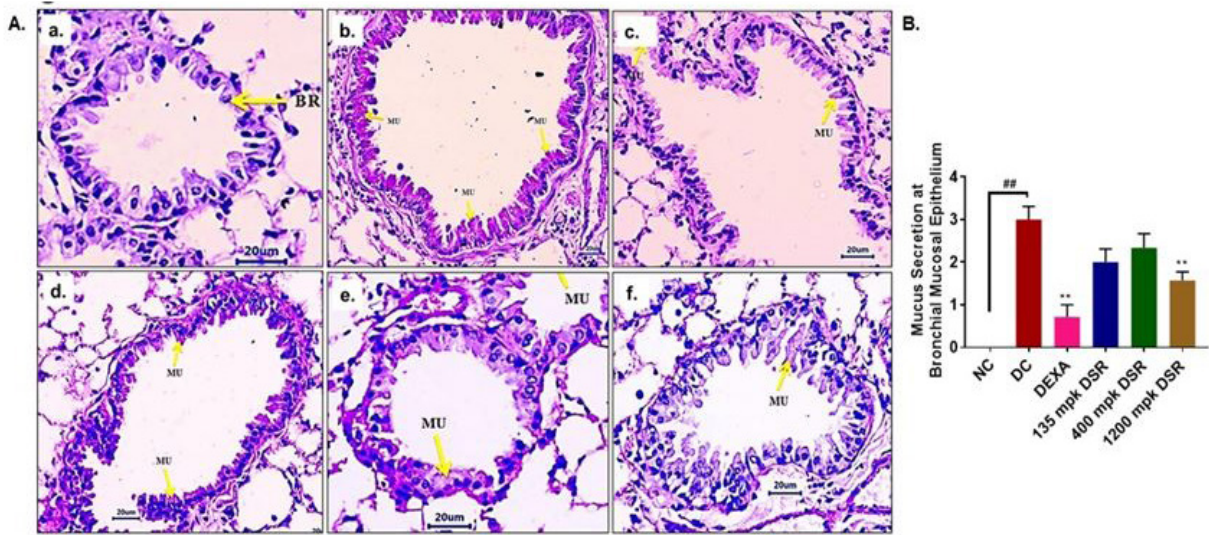 A.
a.
BR
20um
b.
MU
MU
MU
c.
MU
20um
d.
MU
MU
20um
e.
MU
MU
20um
f.
MU
20um
B.
Mucus Secretion at
Bronchial Mucosal Epithelium
4
3
2
1
0
##
**
**
NC
DC
DEXA
135 mpk DSR
400 mpk DSR
1200 mpk DSR